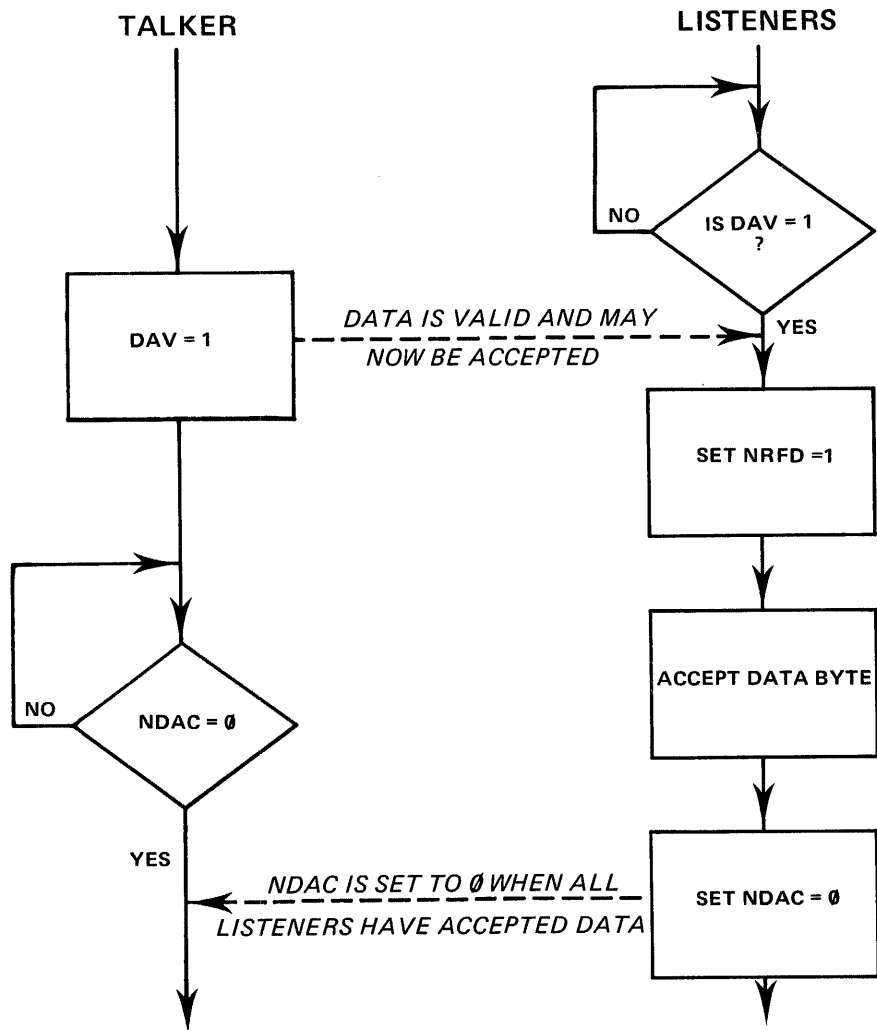 TALKER
LISTENERS
NO
IS DAV = 1
?
YES
DAV = 1
DATA IS VALID AND MAY
NOW BE ACCEPTED
SET NRFD =1
ACCEPT DATA BYTE
NO
NDAC = Ø
YES
NDAC IS SET TO Ø WHEN ALL
LISTENERS HAVE ACCEPTED DATA
SET NDAC = Ø